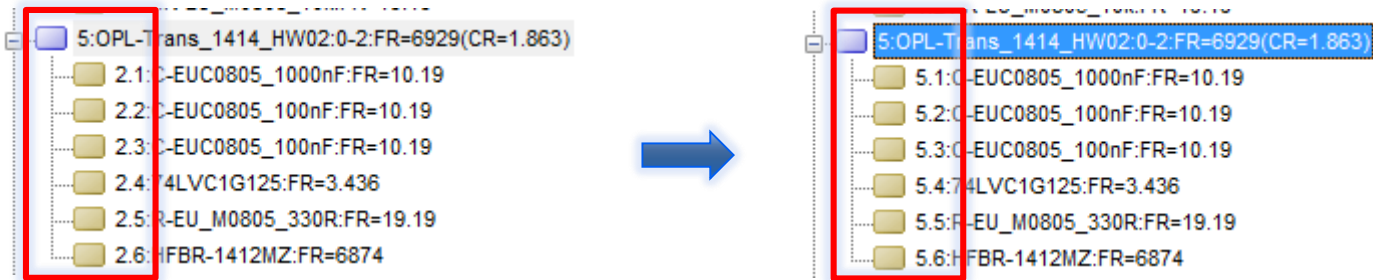 5:OPL-Trans_1414_HW02:0-2:FR=6929(CR=1.863)
2.1:C-EUC0805_1000nF:FR=10.19
2.2:C-EUC0805_100nF:FR=10.19
2.3:C-EUC0805_100nF:FR=10.19
2.4:74LVC1G125:FR=3.436
2.5:R-EU_M0805_330R:FR=19.19
2.6:HFBR-1412MZ:FR=6874
5:OPL-Trans_1414_HW02:0-2:FR=6929(CR=1.863)
5.1:C-EUC0805_1000nF:FR=10.19
5.2:C-EUC0805_100nF:FR=10.19
5.3:C-EUC0805_100nF:FR=10.19
5.4:74LVC1G125:FR=3.436
5.5:R-EU_M0805_330R:FR=19.19
5.6:HFBR-1412MZ:FR=6874